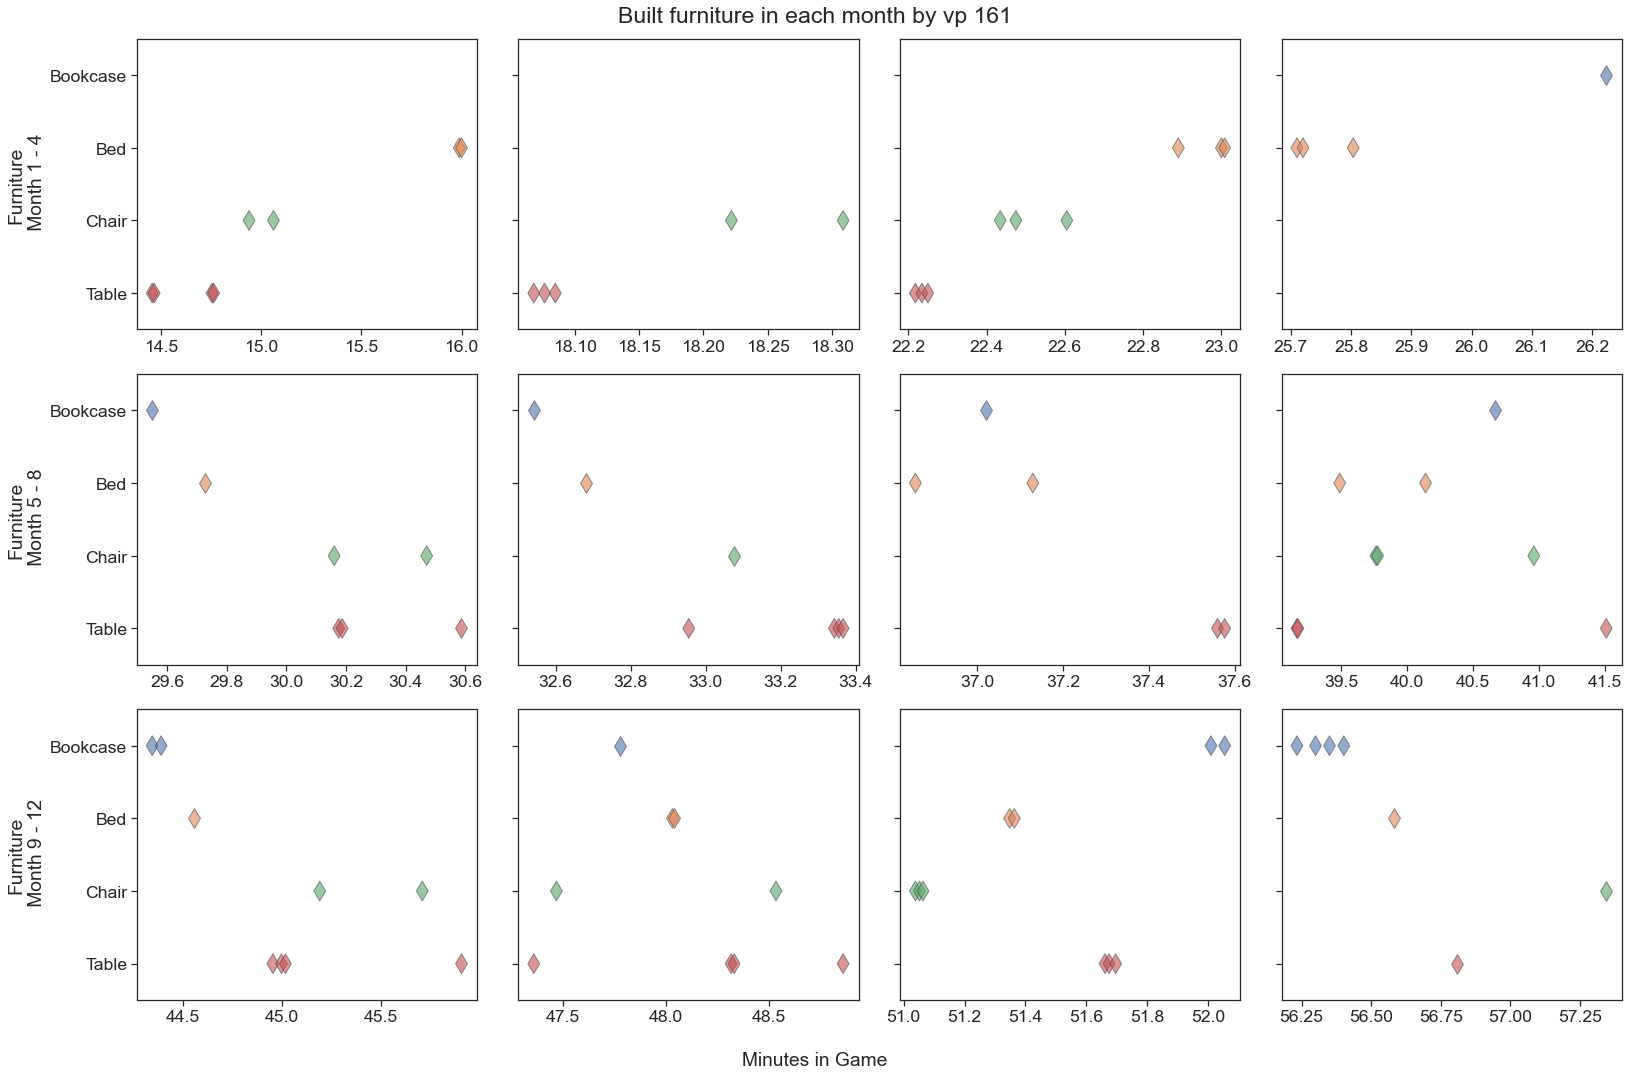 Built furniture in each month by vp 161
Furniture
Month 1 - 4
Bookcase
Bed
Chair
Table
14.5 15.0 15.5 16.0
18.10 18.15 18.20 18.25 18.30
22.2 22.4 22.6 22.8 23.0
25.7 25.8 25.9 26.0 26.1 26.2
Furniture
Month 5 - 8
Bookcase
Bed
Chair
Table
29.6 29.8 30.0 30.2 30.4 30.6
32.6 32.8 33.0 33.2 33.4
37.0 37.2 37.4 37.6
39.5 40.0 40.5 41.0 41.5
Furniture
Month 9 - 12
Bookcase
Bed
Chair
Table
44.5 45.0 45.5
47.5 48.0 48.5
51.0 51.2 51.4 51.6 51.8 52.0
56.25 56.50 56.75 57.00 57.25
Minutes in Game